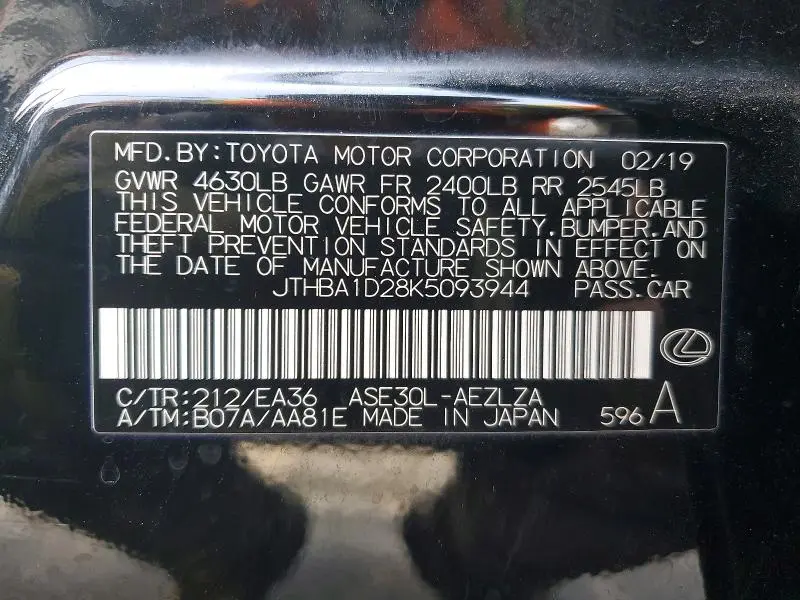 MFD.BY:TOYOTA MOTOR CORPORATION 02/19
GVWR 4630LB GAWR FR 2400LB RR 2545LB
THIS VEHICLE CONFORMS TO ALL APPLICABLE
FEDERAL MOTOR VEHICLE SAFETY.BUMPER.AND
THEFT PREVENTION STANDARDS IN EFFECT ON
THE DATE OF MANUFACTURE SHOWN ABOVE.
JTHBA1D28K5093944 PASS.CAR
C/TR:212/EA36 ASE30L-AEZLZA
A/TM:B07A/AA81E MADE IN JAPAN 596 A